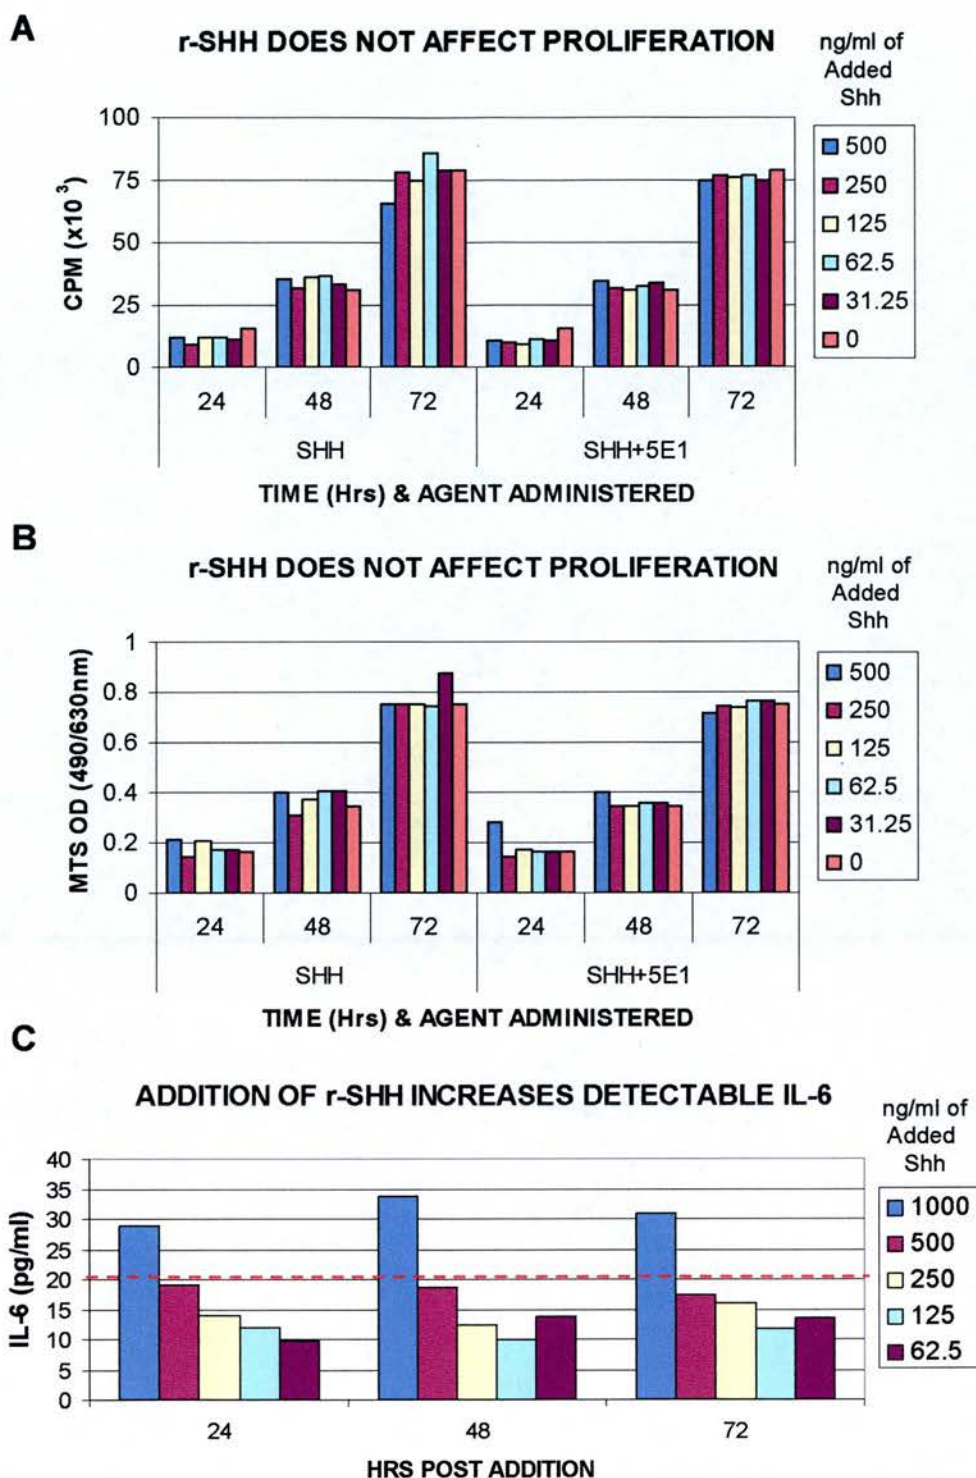 A
r-SHH DOES NOT AFFECT PROLIFERATION
ng/ml of
Added
Shh
100
75
50
25
0
CPM (x10 3)
500
250
125
62.5
31.25
0
24 48 72 24 48 72
SHH SHH+5E1
TIME (Hrs) & AGENT ADMINISTERED
B
r-SHH DOES NOT AFFECT PROLIFERATION
ng/ml of
Added
Shh
1
0.8
0.6
0.4
0.2
0
MTS OD (490/630nm)
500
250
125
62.5
31.25
0
24 48 72 24 48 72
SHH SHH+5E1
TIME (Hrs) & AGENT ADMINISTERED
C
ADDITION OF r-SHH INCREASES DETECTABLE IL-6
ng/ml of
Added
Shh
40
35
30
25
20
15
10
5
0
IL-6 (pg/ml)
1000
500
250
125
62.5
24 48 72
HRS POST ADDITION